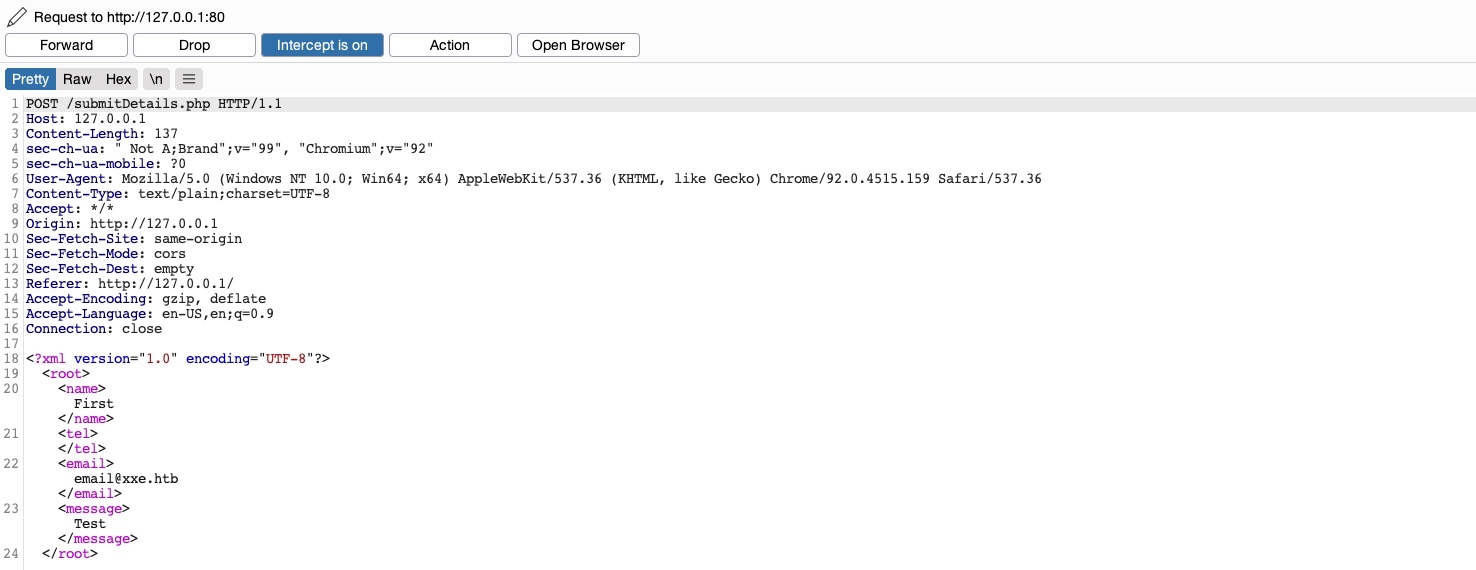 Request to http://127.0.0.1:80
Forward Drop Intercept is on Action Open Browser
Pretty Raw Hex \n
1 POST /submitDetails.php HTTP/1.1
2 Host: 127.0.0.1
3 Content-Length: 137
4 sec-ch-ua: " Not A;Brand";v="99", "Chromium";v="92"
5 sec-ch-ua-mobile: ?0
6 User-Agent: Mozilla/5.0 (Windows NT 10.0; Win64; x64) AppleWebKit/537.36 (KHTML, like Gecko) Chrome/92.0.4515.159 Safari/537.36
7 Content-Type: text/plain;charset=UTF-8
8 Accept: */*
9 Origin: http://127.0.0.1
10 Sec-Fetch-Site: same-origin
11 Sec-Fetch-Mode: cors
12 Sec-Fetch-Dest: empty
13 Referer: http://127.0.0.1/
14 Accept-Encoding: gzip, deflate
15 Accept-Language: en-US,en;q=0.9
16 Connection: close
17
18 <?xml version="1.0" encoding="UTF-8"?>
19 <root>
20 <name>
First
</name>
21 <tel>
</tel>
22 <email>
email@xxe.htb
</email>
23 <message>
Test
</message>
24 </root>